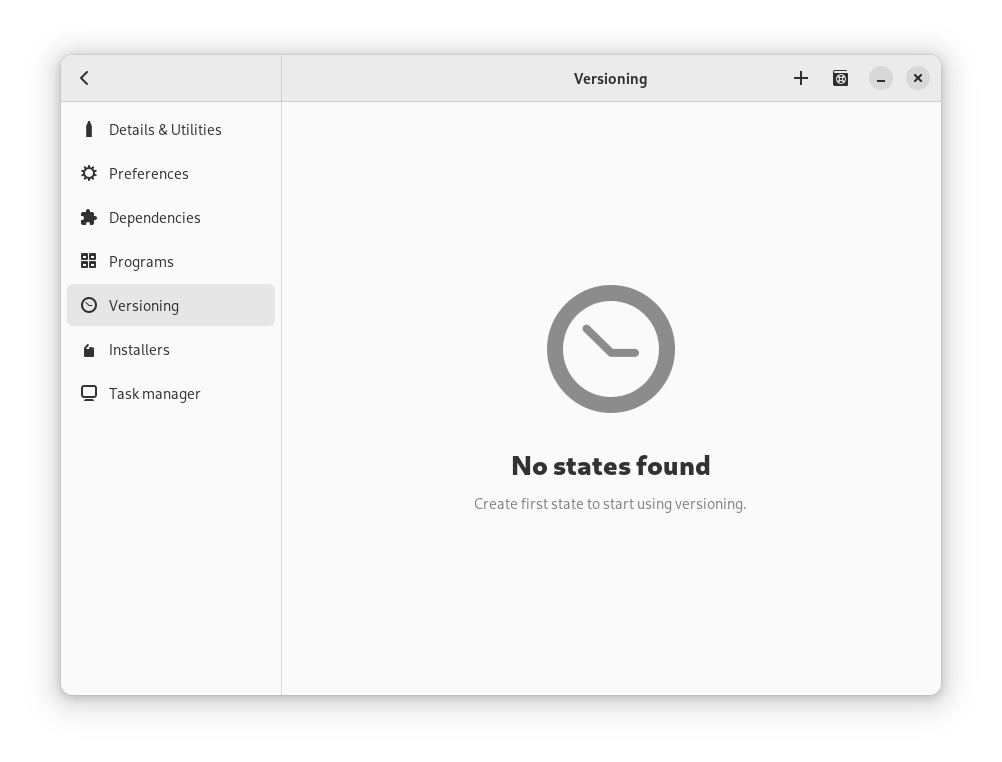 Versioning
Details & Utilities
Preferences
Dependencies
Programs
Versioning
Installers
Task manager
No states found
Create first state to start using versioning.